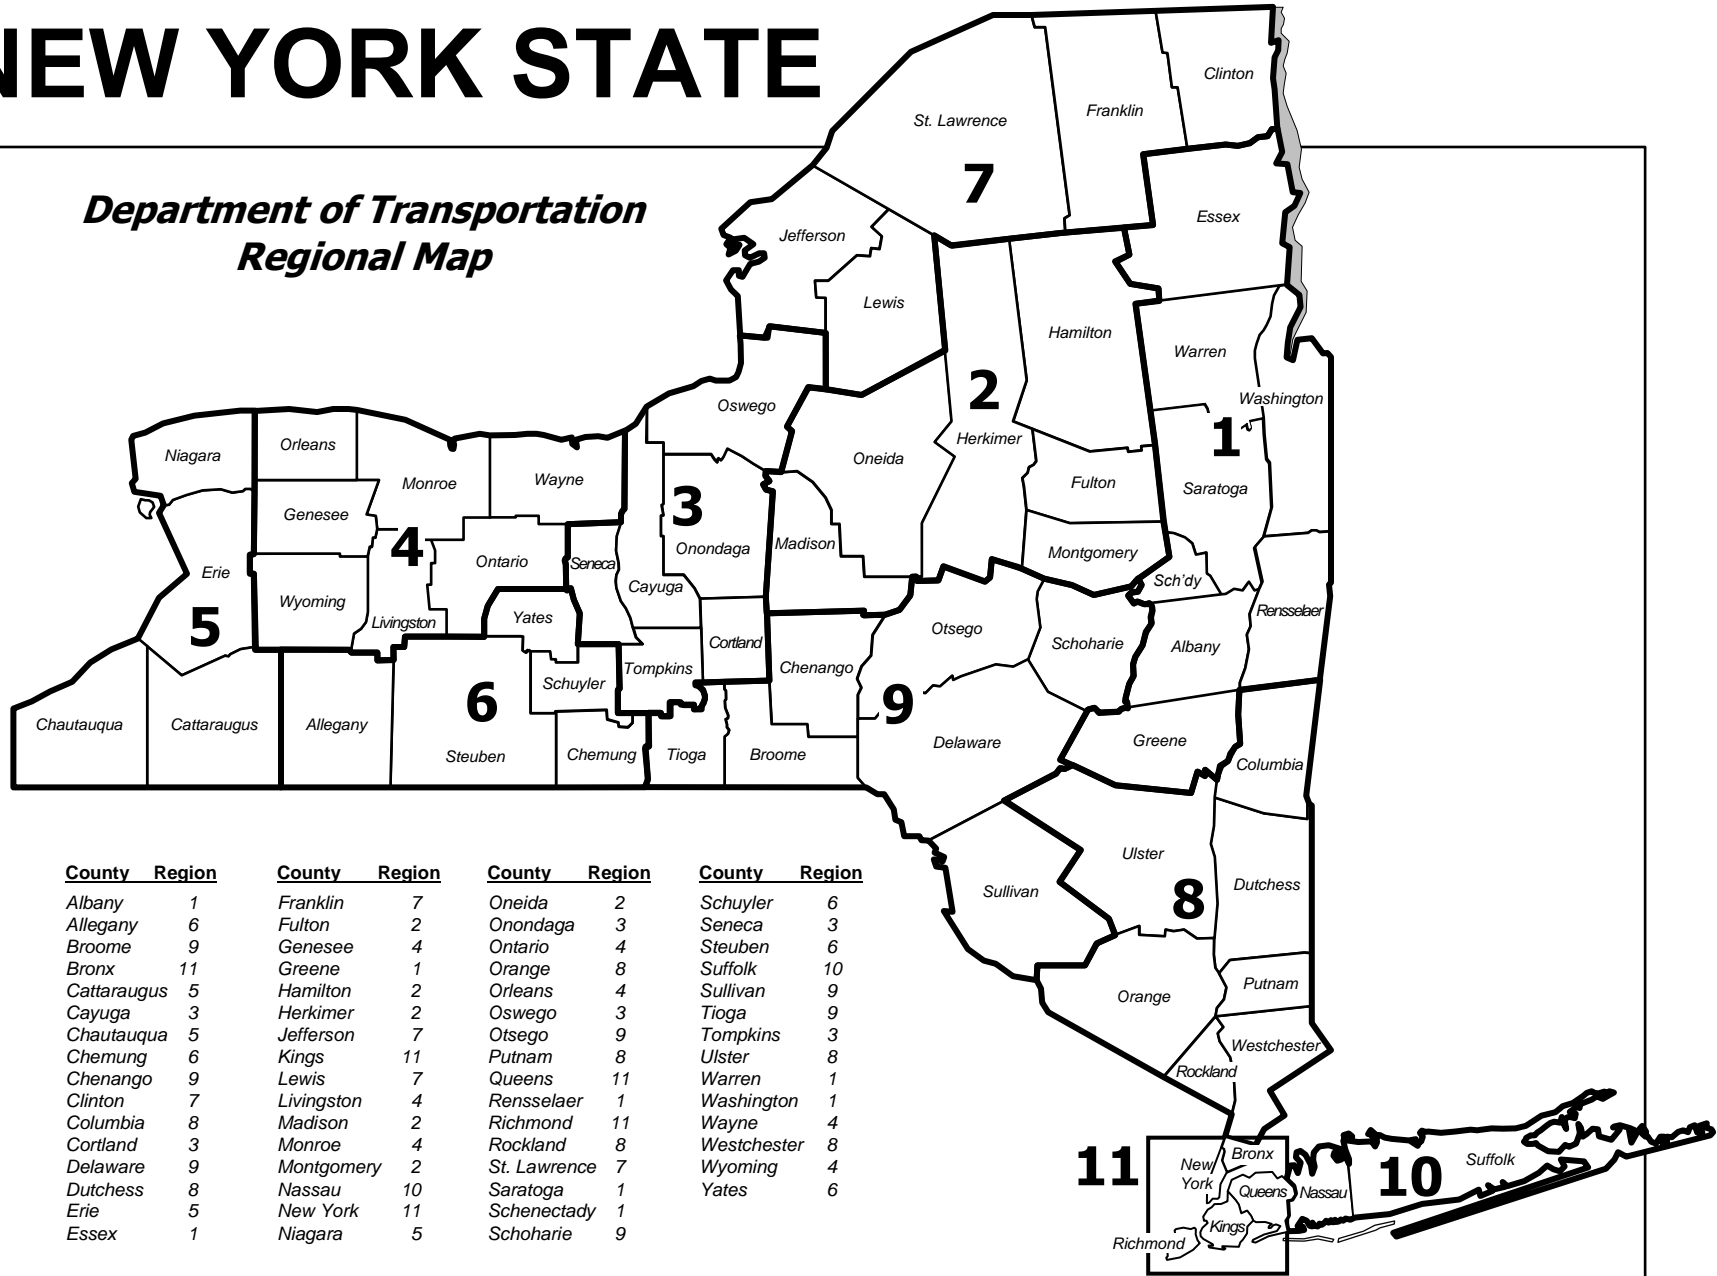 NEW YORK STATE
Department of Transportation
Regional Map
Clinton
Franklin
St. Lawrence
7
Essex
Jefferson
Lewis
Hamilton
Warren
2
Washington
Oswego
1
Herkimer
Oneida
Niagara
Orleans
Monroe
Wayne
Fulton
Saratoga
Genesee
3
4
Onondaga
Madison
Montgomery
Ontario
Seneca
Erie
Sch'dy
Cayuga
Wyoming
Rensselaer
5
Livingston
Yates
Otsego
Schoharie
Albany
Cortland
Tompkins
Chenango
Schuyler
6
9
Chautauqua
Cattaraugus
Allegany
Steuben
Chemung
Tioga
Broome
Delaware
Greene
Columbia
Ulster
Dutchess
Sullivan
8
Putnam
Orange
Westchester
Rockland
11
Bronx
New
York
Queens
Nassau
10
Suffolk
Kings
Richmond
County Region
Albany 1
Allegany 6
Broome 9
Bronx 11
Cattaraugus 5
Cayuga 3
Chautauqua 5
Chemung 6
Chenango 9
Clinton 7
Columbia 8
Cortland 3
Delaware 9
Dutchess 8
Erie 5
Essex 1
County Region
Franklin 7
Fulton 2
Genesee 4
Greene 1
Hamilton 2
Herkimer 2
Jefferson 7
Kings 11
Lewis 7
Livingston 4
Madison 2
Monroe 4
Montgomery 2
Nassau 10
New York 11
Niagara 5
County Region
Oneida 2
Onondaga 3
Ontario 4
Orange 8
Orleans 4
Oswego 3
Otsego 9
Putnam 8
Queens 11
Rensselaer 1
Richmond 11
Rockland 8
St. Lawrence 7
Saratoga 1
Schenectady 1
Schoharie 9
County Region
Schuyler 6
Seneca 3
Steuben 6
Suffolk 10
Sullivan 9
Tioga 9
Tompkins 3
Ulster 8
Warren 1
Washington 1
Wayne 4
Westchester 8
Wyoming 4
Yates 6